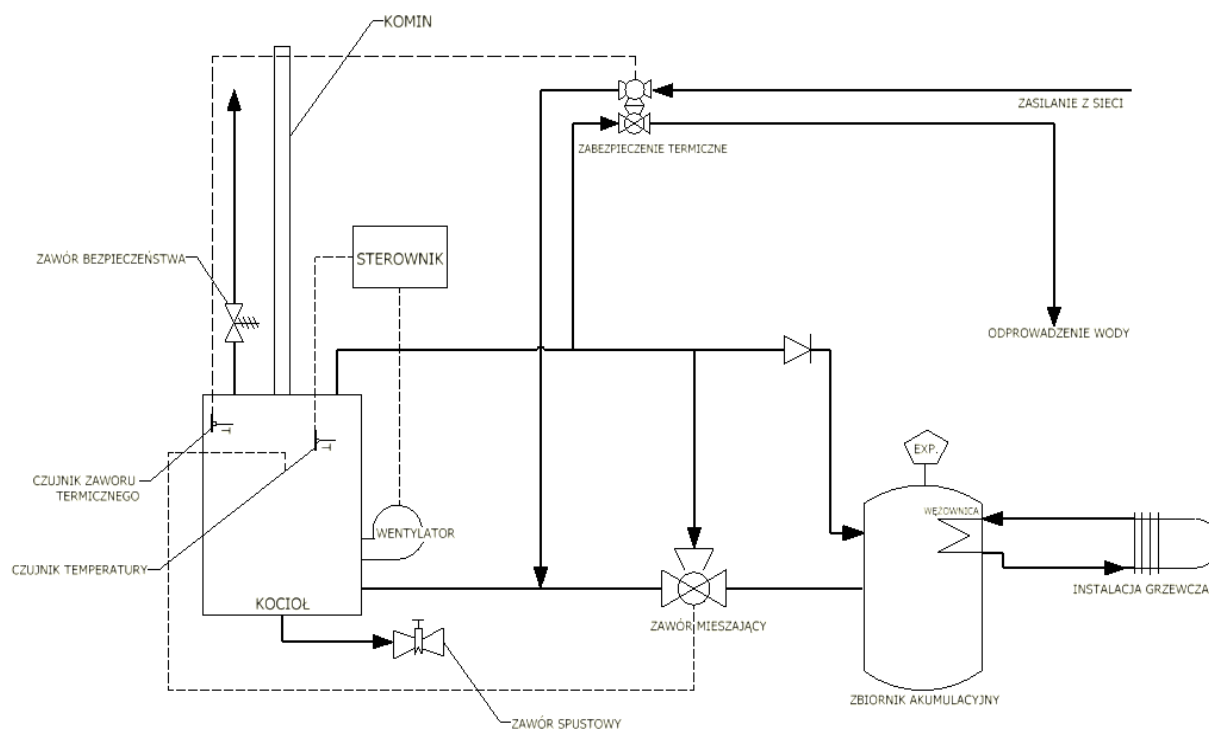 KOMIN
ZASILANIE Z SIECI
ZABEZPIECZENIE TERMICZNE
ZAWÓR BEZPIECZEŃSTWA
STEROWNIK
ODPROWADZENIE WODY
EXP.
CZUJNIK ZAWORU
TERMICZNEGO
WĘŻOWNICA
WENTYLATOR
CZUJNIK TEMPERATURY
INSTALACJA GRZEWCZA
KOCIOŁ
ZAWÓR MIESZAJĄCY
ZBIORNIK AKUMULACYJNY
ZAWÓR SPUSTOWY